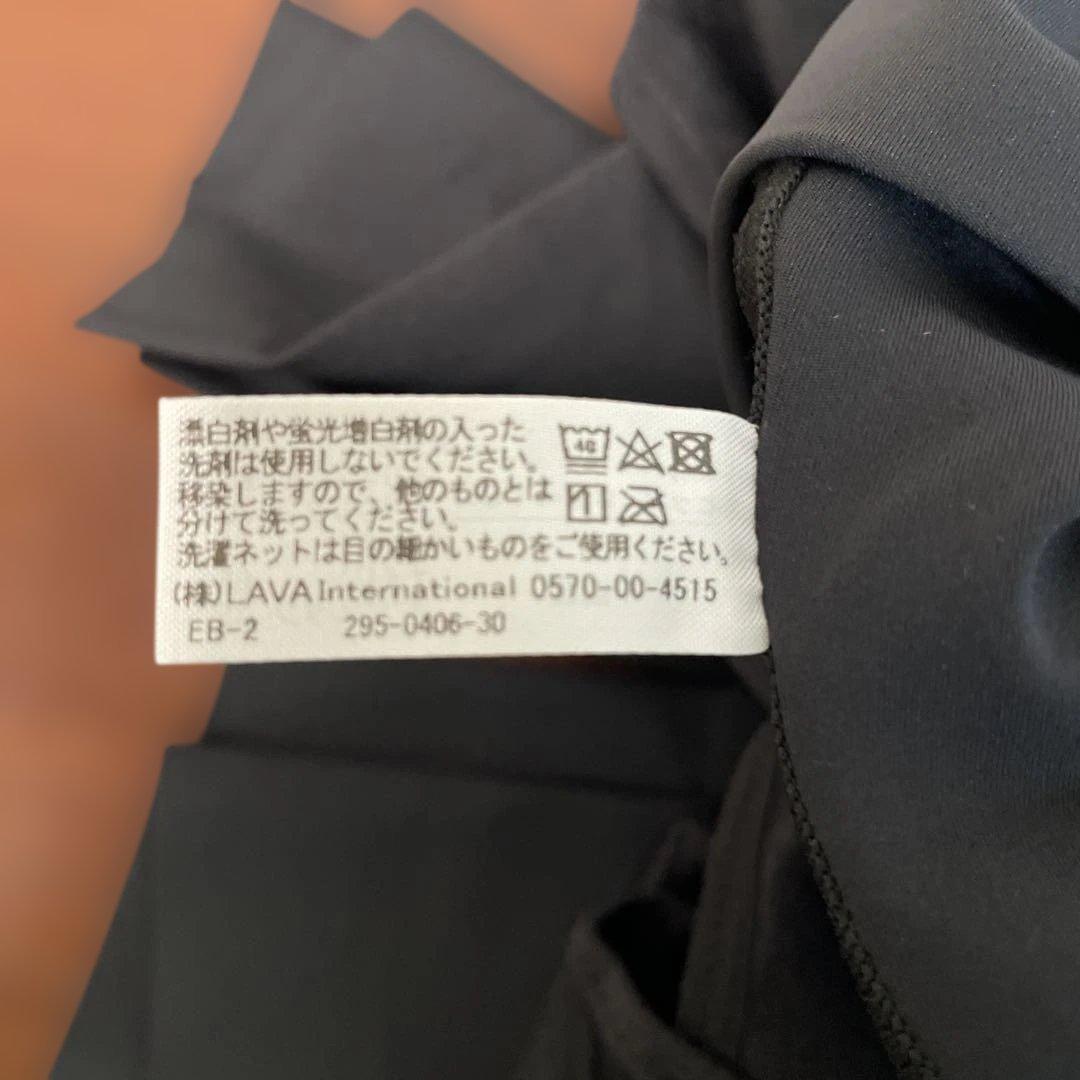 漂白剤や蛍光増白剤の入った
洗剤は使用しないでください。
移染しますので、他のものとは
分けて洗ってください。
洗濯ネットは目の細かいものをご使用ください。
40
(株)LAVA International 0570-00-4515
EB-2 295-0406-30